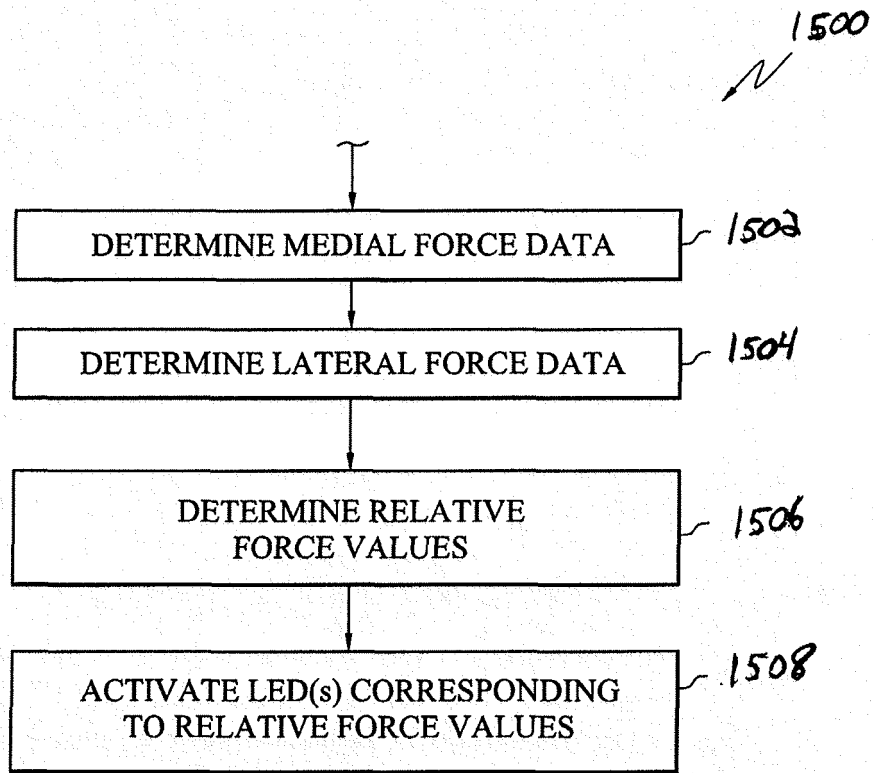 1500
DETERMINE MEDIAL FORCE DATA
1502
DETERMINE LATERAL FORCE DATA
1504
DETERMINE RELATIVE
FORCE VALUES
1506
ACTIVATE LED(s) CORRESPONDING
TO RELATIVE FORCE VALUES
1508